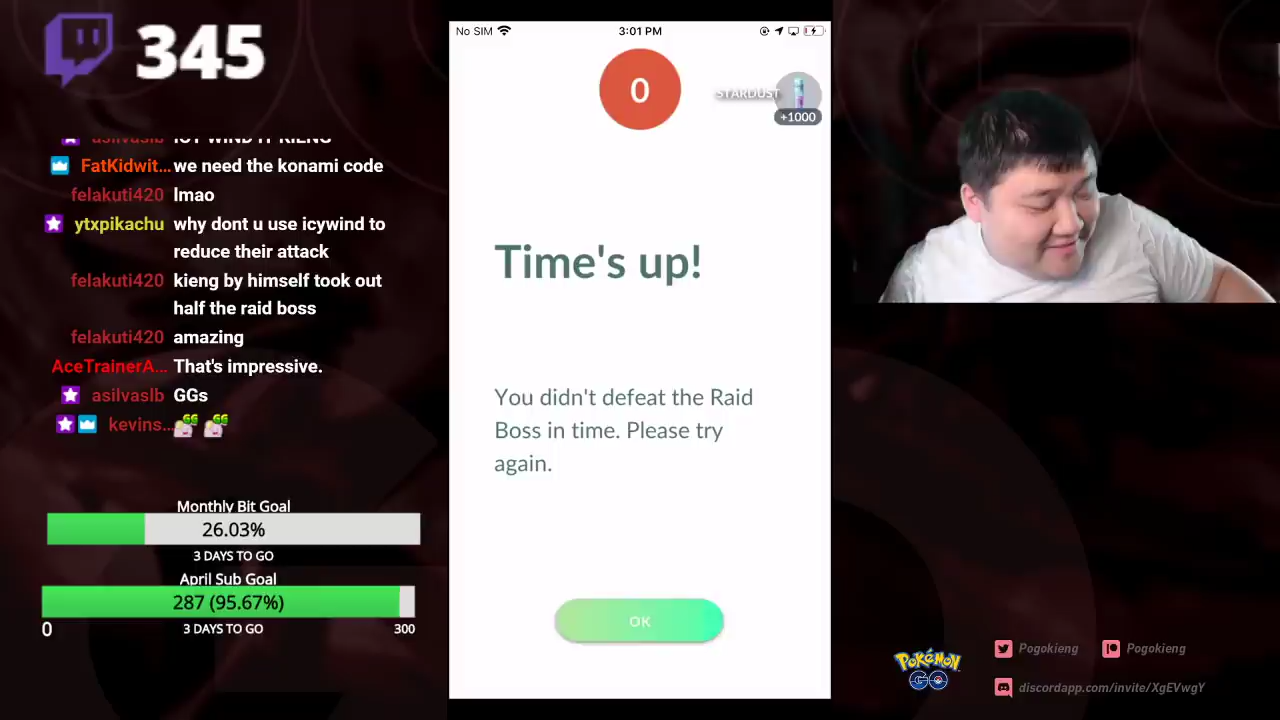 345
FatKidwit... we need the konami code
felakuti420 lmao
ytxpikachu why dont u use icywind to
reduce their attack
felakuti420 kieng by himself took out
half the raid boss
felakuti420 amazing
AceTrainerA... That's impressive.
asilvaslb GGs
kevins...
Monthly Bit Goal
26.03%
3 DAYS TO GO
April Sub Goal
287 (95.67%)
0 3 DAYS TO GO 300
No SIM 3:01 PM
0
STARDUST
+1000
Time's up!
You didn't defeat the Raid
Boss in time. Please try
again.
OK
POKÉMON
GO
Pogokieng Pogokieng
discordapp.com/invite/XgEVwgY